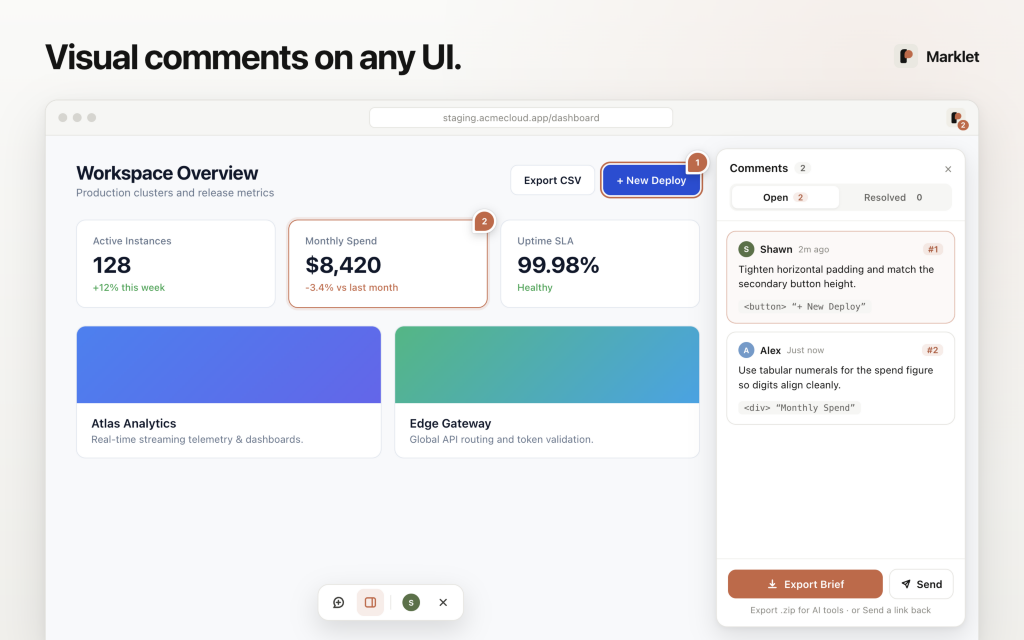 Visual comments on any UI.
Marklet
staging.acmecloud.app/dashboard
2
Workspace Overview
Production clusters and release metrics
Export CSV
+ New Deploy
1
Active Instances
128
+12% this week
Monthly Spend
$8,420
-3.4% vs last month
2
Uptime SLA
99.98%
Healthy
Atlas Analytics
Real-time streaming telemetry & dashboards.
Edge Gateway
Global API routing and token validation.
S
Comments 2
×
Open 2
Resolved 0
S Shawn 2m ago #1
Tighten horizontal padding and match the
secondary button height.
<button> “+ New Deploy”
A Alex Just now #2
Use tabular numerals for the spend figure
so digits align cleanly.
<div> “Monthly Spend”
Export Brief
Send
Export .zip for AI tools · or Send a link back